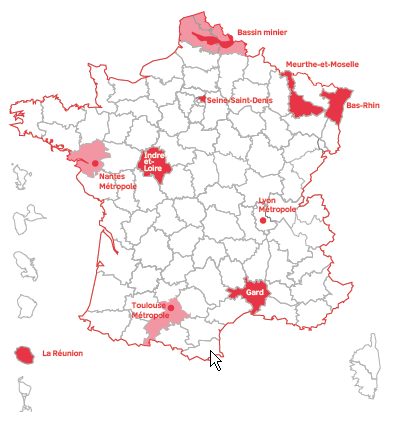 Bassin minier
Meurthe-et-Moselle
Seine-Saint-Denis
Bas-Rhin
Indre-
et-
Loire
Nantes
Métropole
Lyon
Métropole
Gard
Toulouse
Métropole
La Réunion